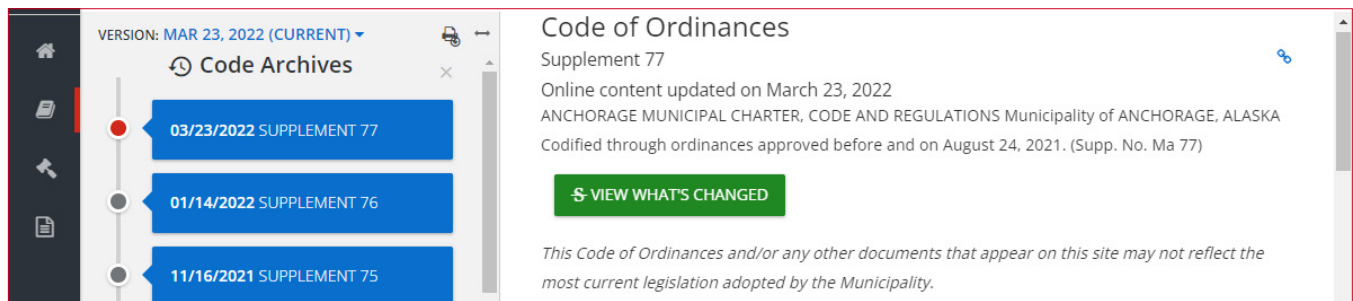 VERSION: MAR 23, 2022 (CURRENT)
Code Archives
03/23/2022 SUPPLEMENT 77
01/14/2022 SUPPLEMENT 76
11/16/2021 SUPPLEMENT 75
Code of Ordinances
Supplement 77
Online content updated on March 23, 2022
ANCHORAGE MUNICIPAL CHARTER, CODE AND REGULATIONS Municipality of ANCHORAGE, ALASKA
Codified through ordinances approved before and on August 24, 2021. (Supp. No. Ma 77)
S VIEW WHAT'S CHANGED
This Code of Ordinances and/or any other documents that appear on this site may not reflect the
most current legislation adopted by the Municipality.